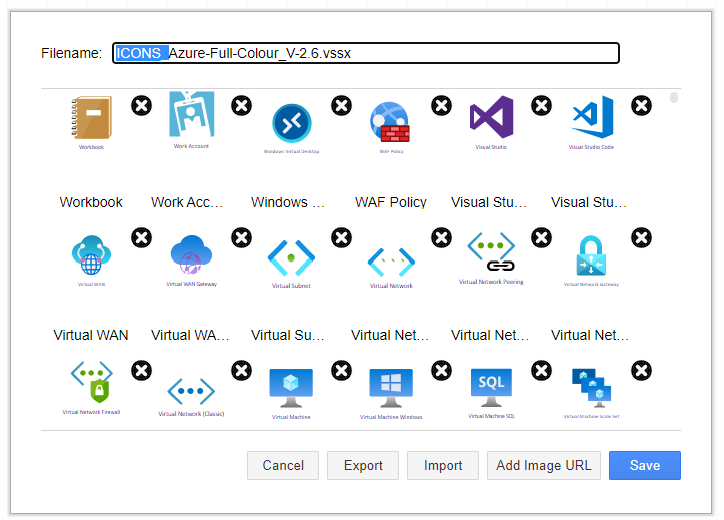 Filename: ICONS_Azure-Full-Colour_V-2.6.vssx
Workbook
Work Account
Windows Virtual Desktop
WAF Policy
Visual Studio
Visual Studio Code
Workbook Work Acc... Windows ... WAF Policy Visual Stu... Visual Stu...
Virtual WAN
Virtual WAN Gateway
Virtual Subnet
Virtual Network
Virtual Network Peering
Virtual Network Gateway
Virtual WAN Virtual WA... Virtual Su... Virtual Net... Virtual Net... Virtual Net...
Virtual Network Firewall
Virtual Network (Classic)
Virtual Machine
Virtual Machine Windows
SQL
Virtual Machine SQL
Virtual Machine Scale Set
Cancel Export Import Add Image URL Save